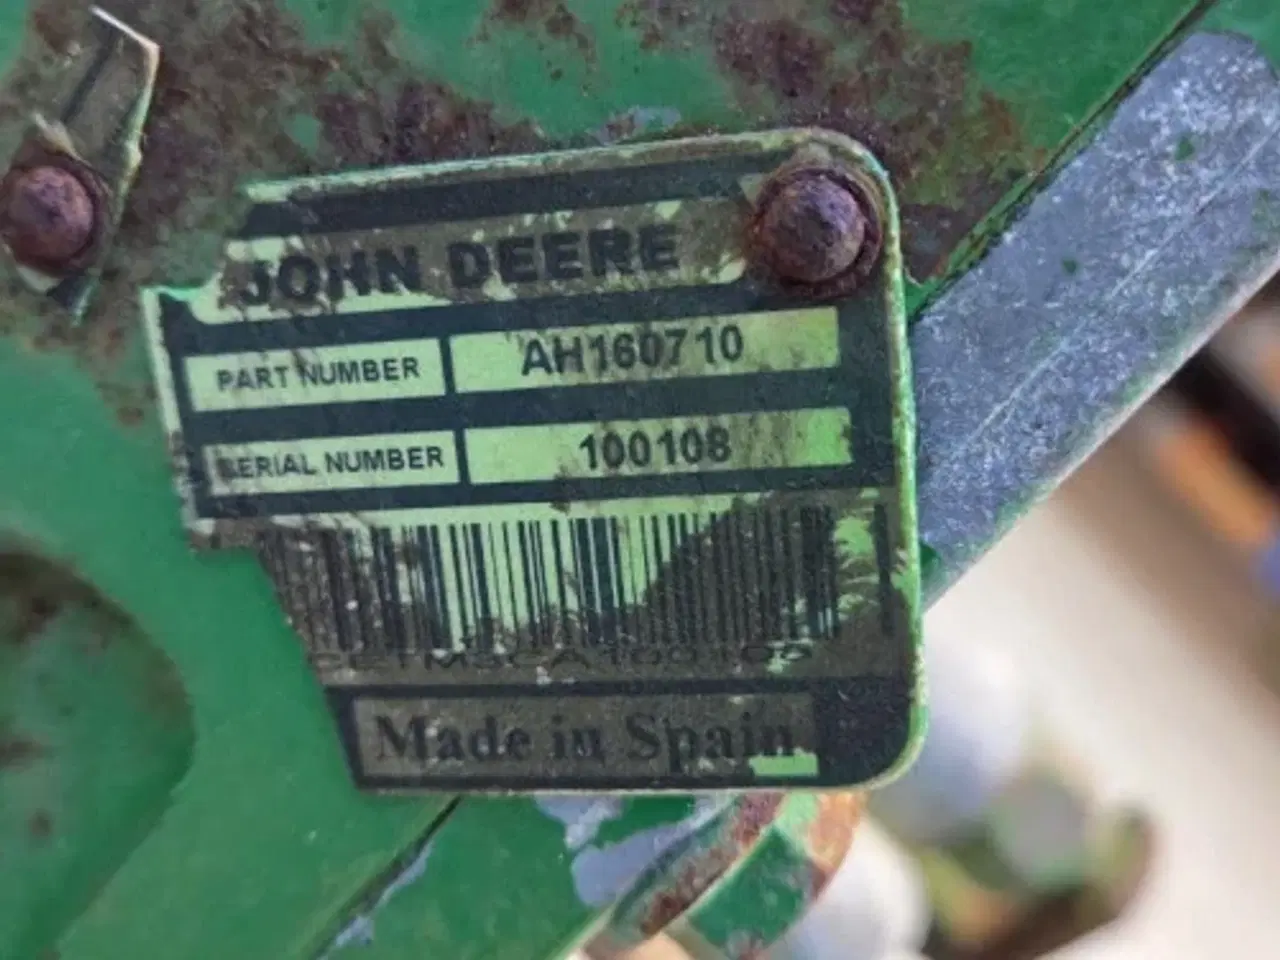 JOHN DEERE
PART NUMBER AH160710
SERIAL NUMBER 100108
Made in Spain